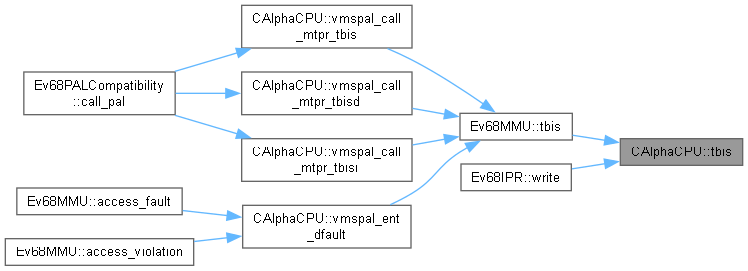 CAlphaCPU::vmspal_call
_mtpr_tbis
Ev68PALCompatibility
::call_pal
CAlphaCPU::vmspal_call
_mtpr_tbisd
Ev68MMU::tbis
CAlphaCPU::tbis
CAlphaCPU::vmspal_call
_mtpr_tbisi
Ev68IPR::write
Ev68MMU::access_fault
CAlphaCPU::vmspal_ent
_dfault
Ev68MMU::access_violation